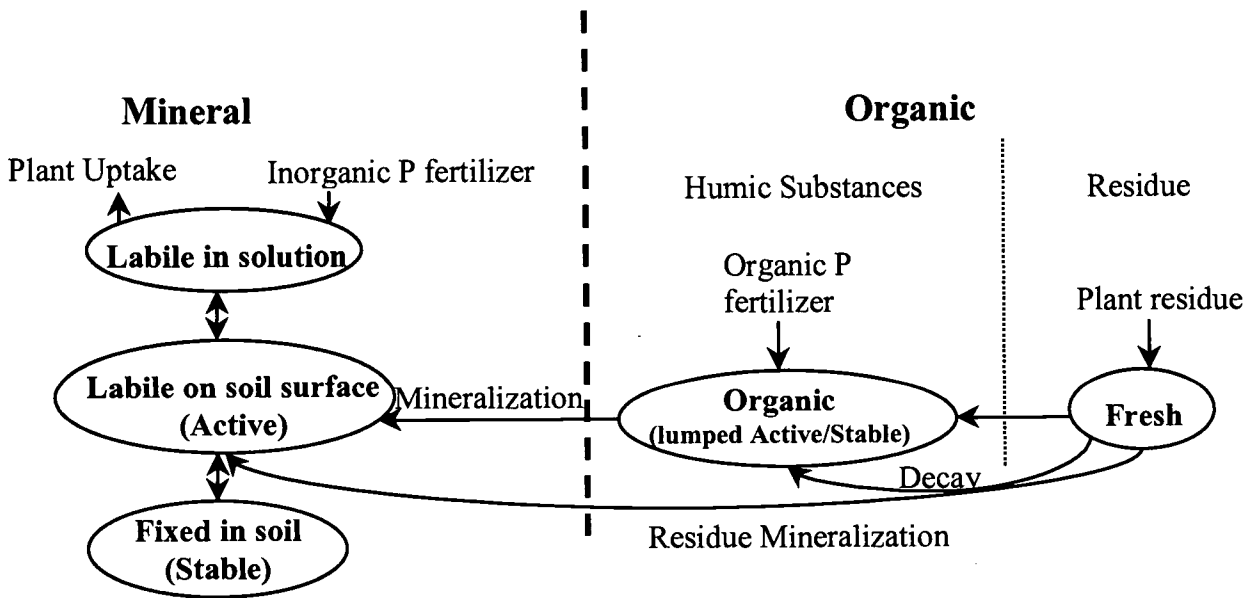 Mineral
Organic
Plant Uptake
Inorganic P fertilizer
Humic Substances
Residue
Labile in solution
Organic P
fertilizer
Plant residue
Labile on soil surface
(Active)
Mineralization
Organic
(lumped Active/Stable)
Fresh
Decay
Fixed in soil
(Stable)
Residue Mineralization